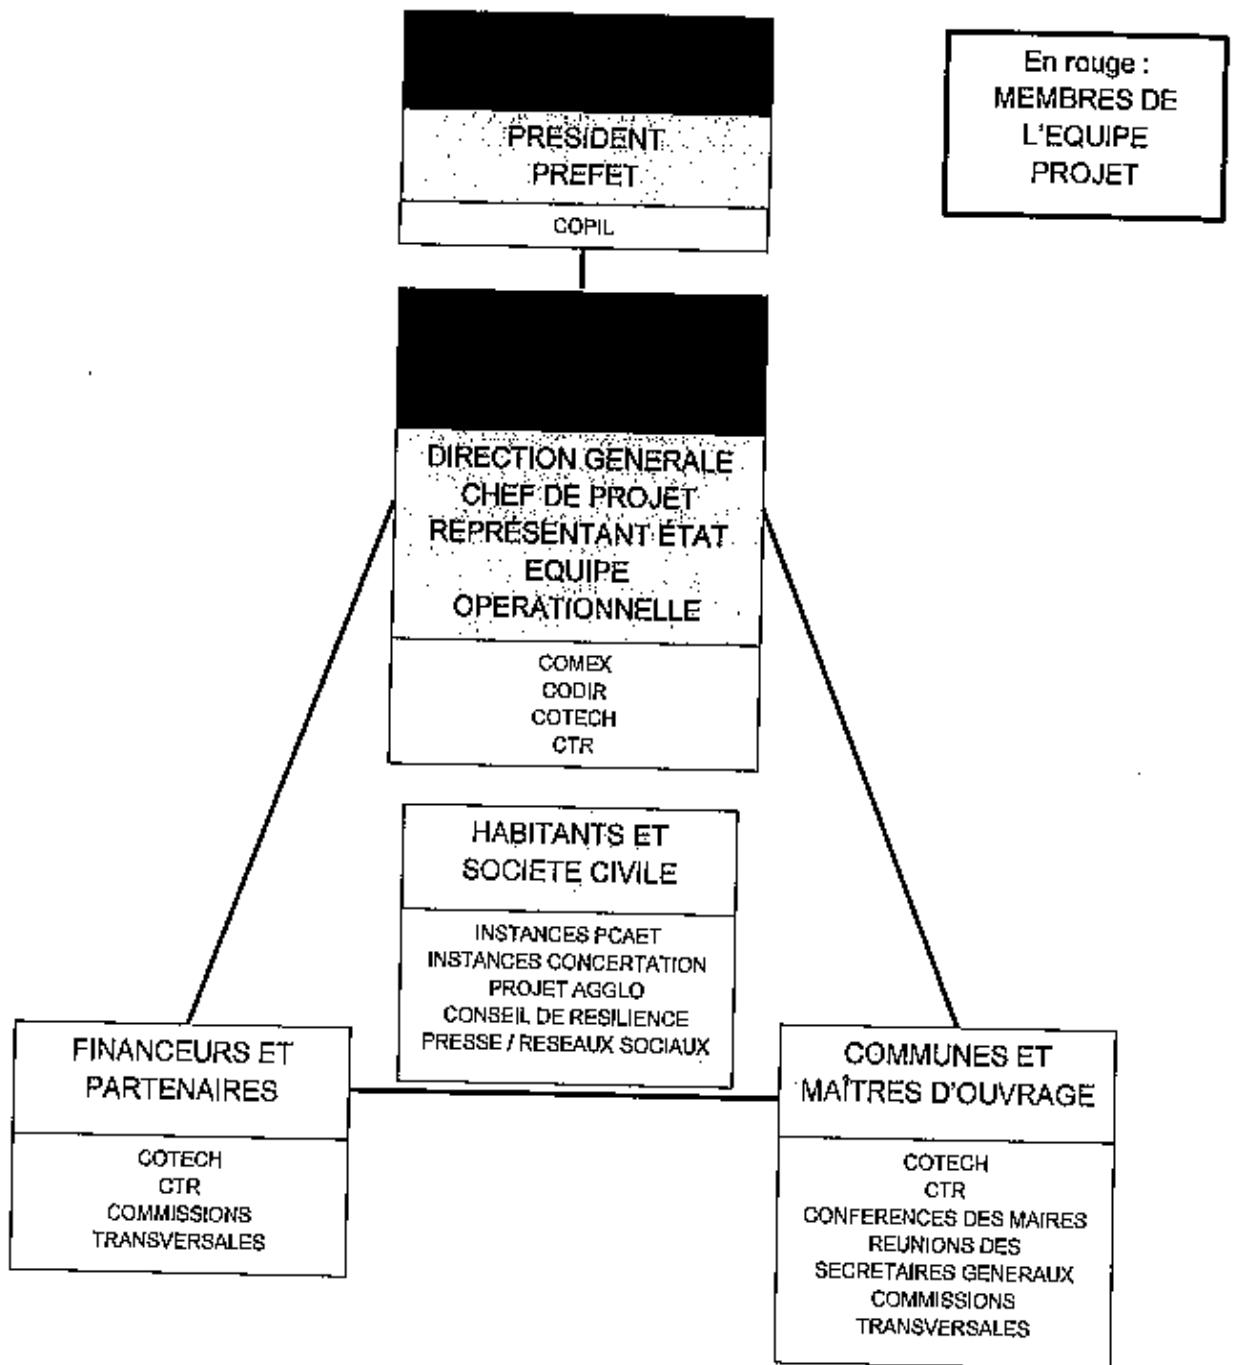 En rouge :
MEMBRES DE
L'EQUIPE
PROJET
PRESIDENT
PREFET
COPIL
DIRECTION GENERALE
CHEF DE PROJET
REPRÉSENTANT ÉTAT
EQUIPE
OPERATIONNELLE
COMEX
CODIR
COTECH
CTR
HABITANTS ET
SOCIETE CIVILE
INSTANCES PCAET
INSTANCES CONCERTATION
PROJET AGGLO
CONSEIL DE RESILIENCE
PRESSE / RESEAUX SOCIAUX
FINANCEURS ET
PARTENAIRES
COTECH
CTR
COMMISSIONS
TRANSVERSALES
COMMUNES ET
MAÎTRES D'OUVRAGE
COTECH
CTR
CONFERENCES DES MAIRES
REUNIONS DES
SECRETAIRES GENERAUX
COMMISSIONS
TRANSVERSALES